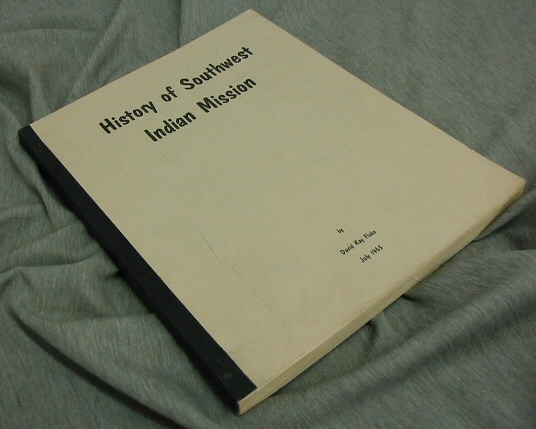 History of Southwest
Indian Mission
by
David Kay Flake
July 1965